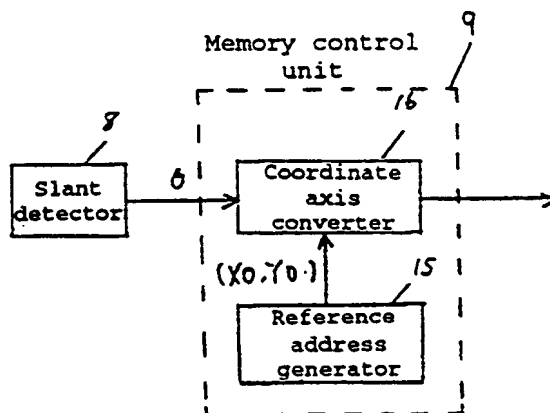 Memory control
unit
9
16
8
Slant
detector
θ
Coordinate
axis
converter
(X0, Y0.)
15
Reference
address
generator